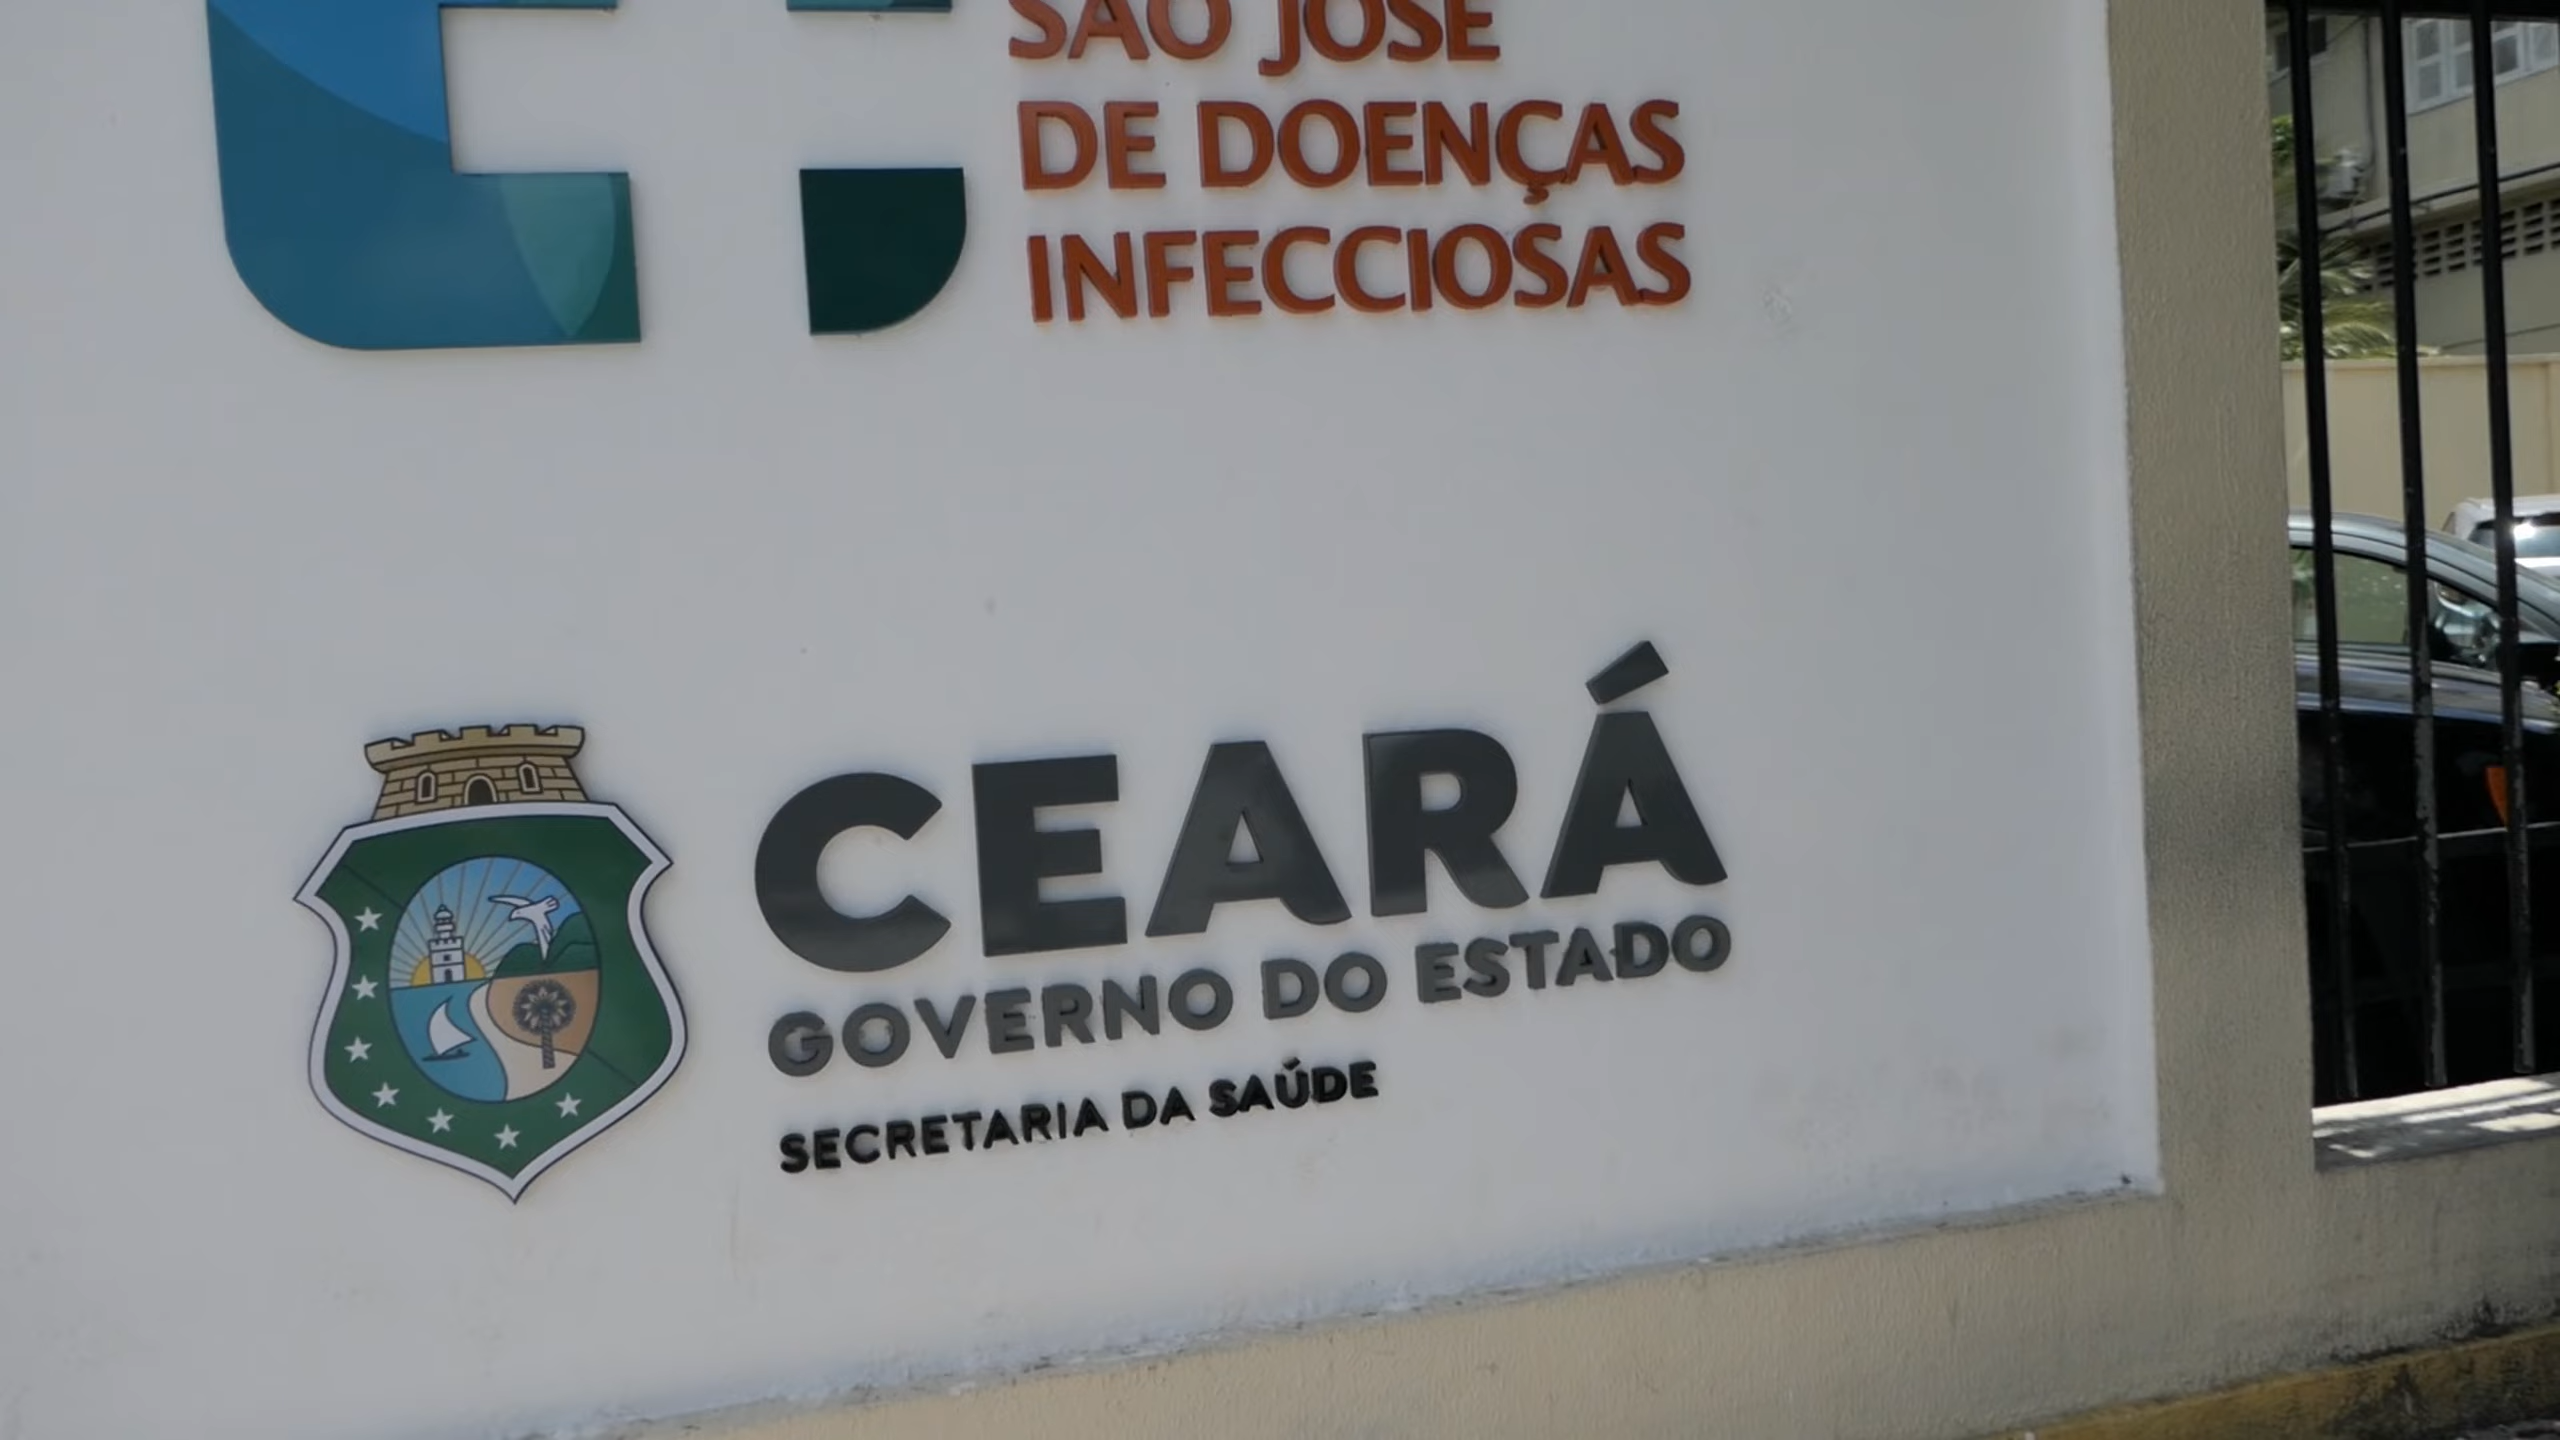 SÃO JOSÉ
DE DOENÇAS
INFECCIOSAS
CEARÁ
GOVERNO DO ESTADO
SECRETARIA DA SAÚDE